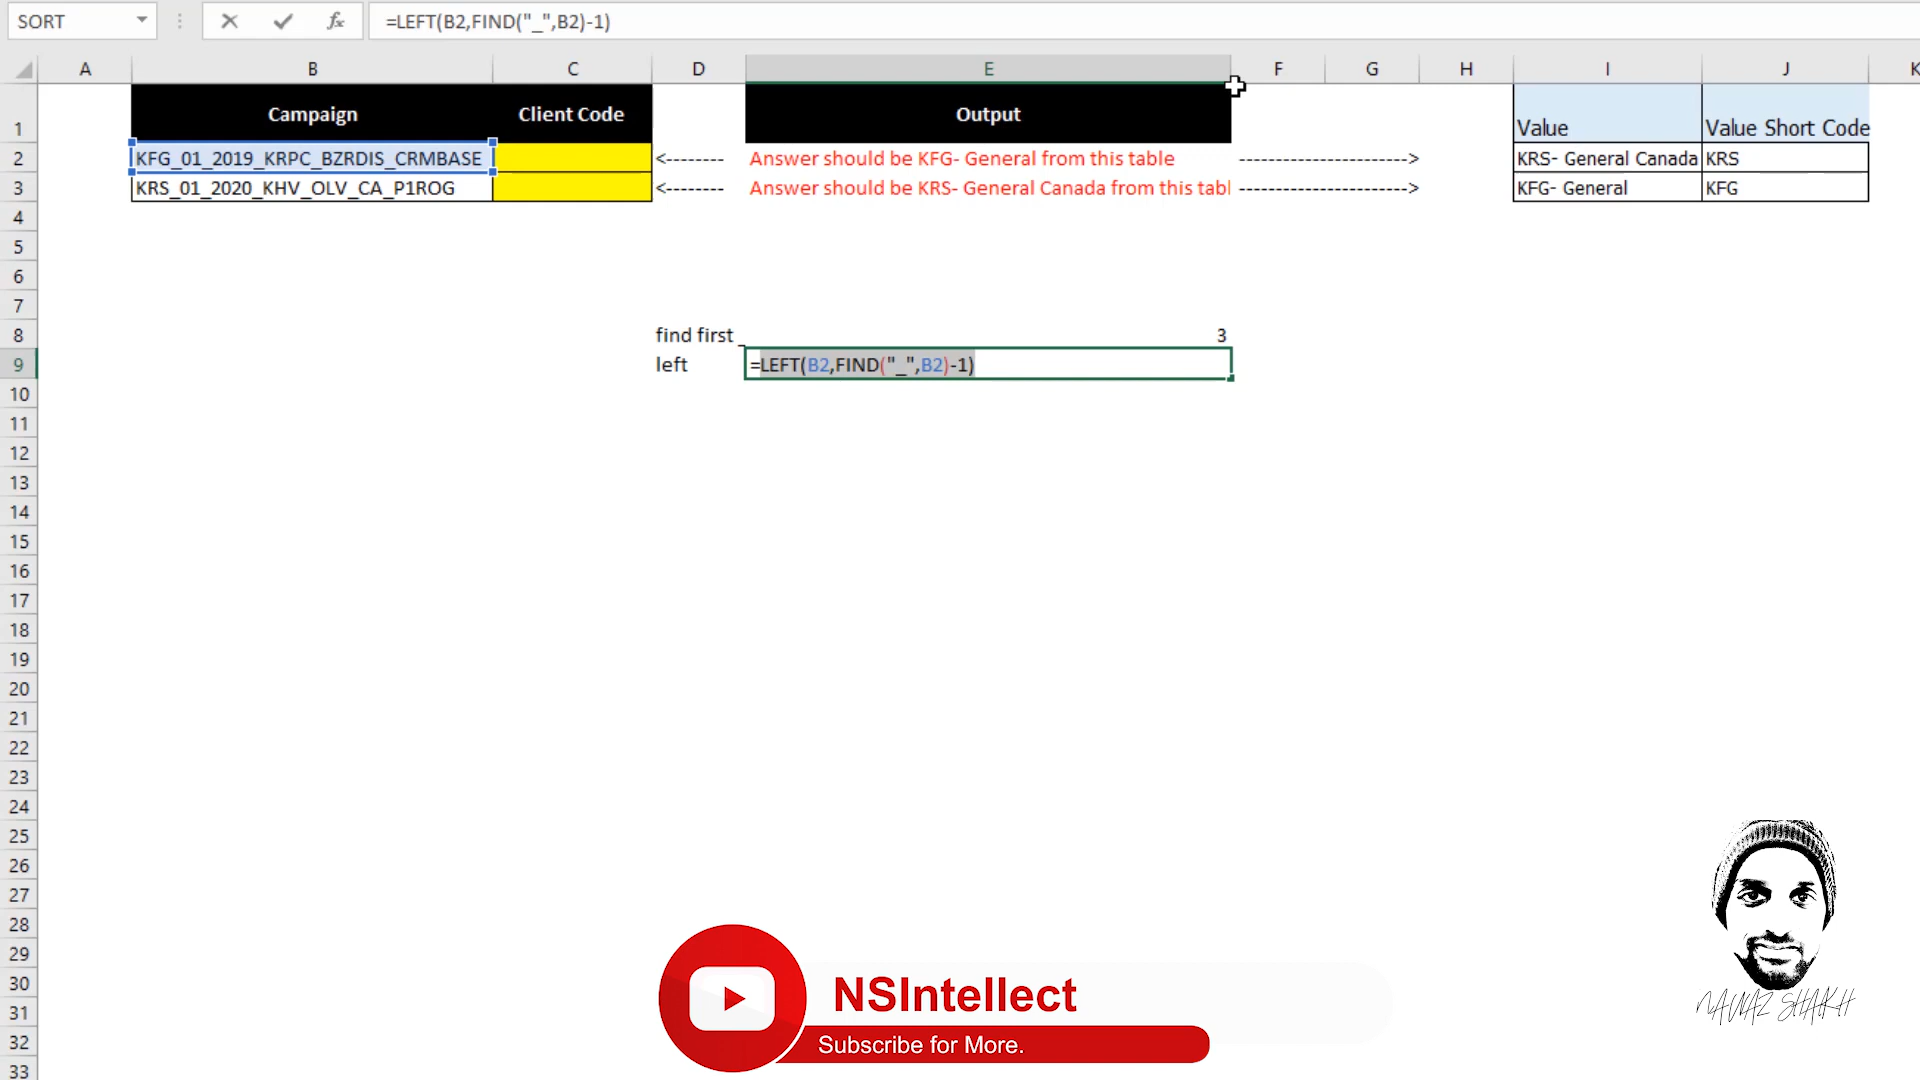 SORT =LEFT(B2,FIND("_",B2)-1)
A B C D E F G H I J K
1 Campaign Client Code Output Value Value Short Code
2 KFG_01_2019_KRPC_BZRDIS_CRMBASE <-------- Answer should be KFG- General from this table -----------------------> KRS- General Canada KRS
3 KRS_01_2020_KHV_OLV_CA_P1ROG <-------- Answer should be KRS- General Canada from this tabl -----------------------> KFG- General KFG
4
5
6
7
8 find first _ 3
9 left =LEFT(B2,FIND("_",B2)-1)
10
11
12
13
14
15
16
17
18
19
20
21
22
23
24
25
26
27
28
29
30
31
32
33
NSIntellect
Subscribe for More.
NAWAZ SHAIKH